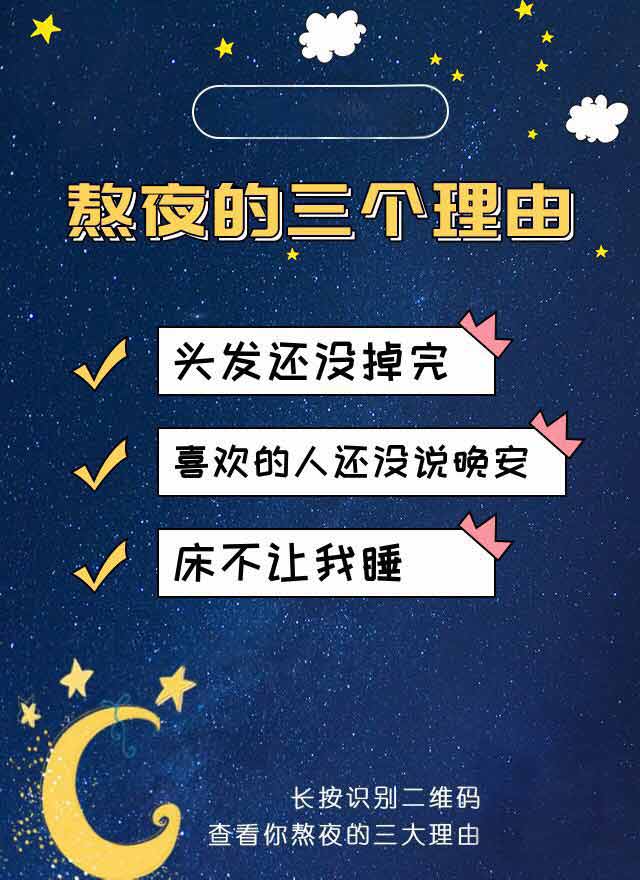 熬夜的三个理由
头发还没掉完
喜欢的人还没说晚安
床不让我睡
长按识别二维码
查看你熬夜的三大理由